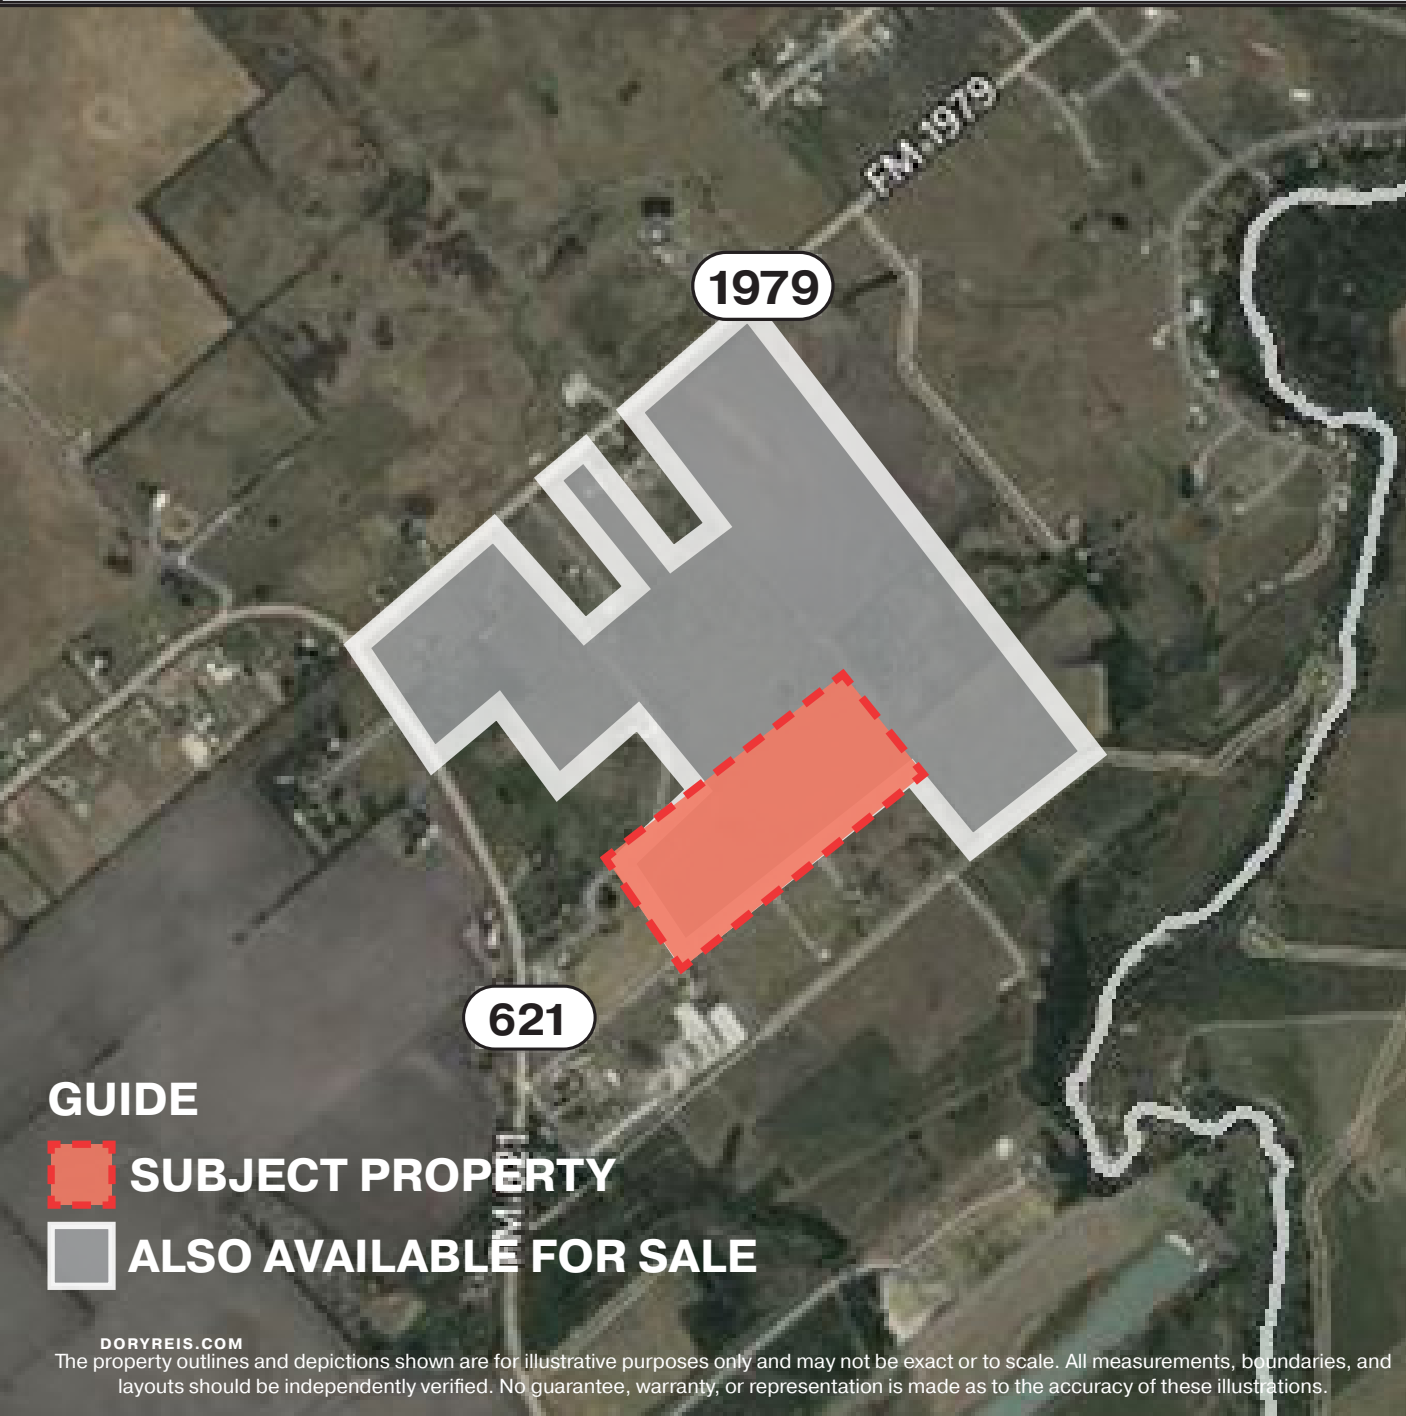 FM 1979
1979
621
GUIDE
SUBJECT PROPERTY
ALSO AVAILABLE FOR SALE
DORYREIS.COM
The property outlines and depictions shown are for illustrative purposes only and may not be exact or to scale. All measurements, boundaries, and
layouts should be independently verified. No guarantee, warranty, or representation is made as to the accuracy of these illustrations.